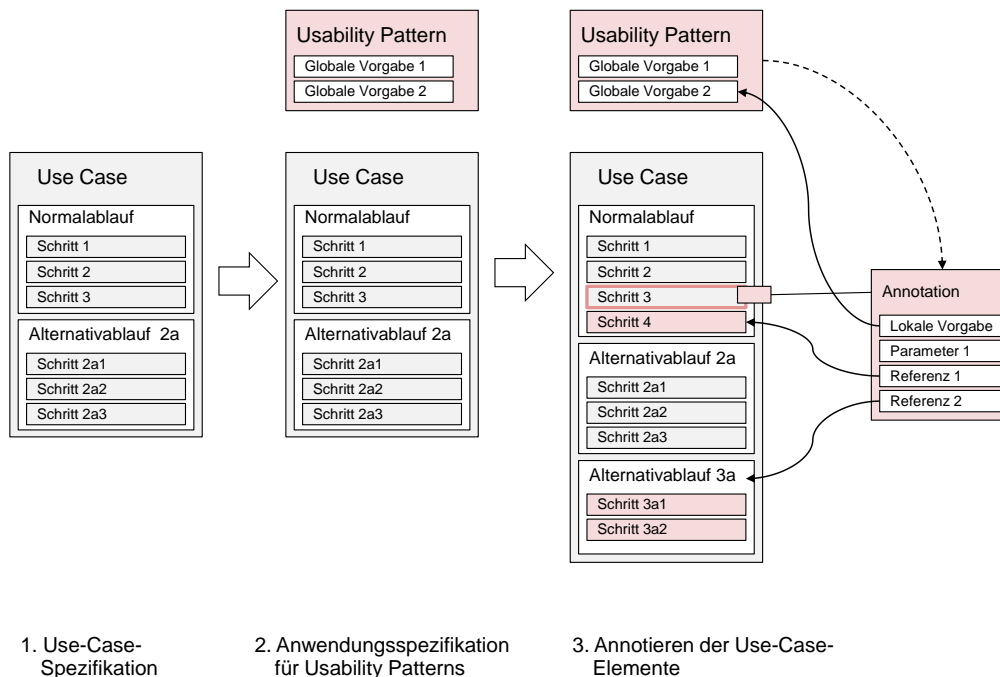 Usability Pattern
Globale Vorgabe 1
Globale Vorgabe 2
Usability Pattern
Globale Vorgabe 1
Globale Vorgabe 2
Use Case
Normalablauf
Schritt 1
Schritt 2
Schritt 3
Alternativablauf 2a
Schritt 2a1
Schritt 2a2
Schritt 2a3
Use Case
Normalablauf
Schritt 1
Schritt 2
Schritt 3
Alternativablauf 2a
Schritt 2a1
Schritt 2a2
Schritt 2a3
Use Case
Normalablauf
Schritt 1
Schritt 2
Schritt 3
Schritt 4
Alternativablauf 2a
Schritt 2a1
Schritt 2a2
Schritt 2a3
Alternativablauf 3a
Schritt 3a1
Schritt 3a2
Annotation
Lokale Vorgabe
Parameter 1
Referenz 1
Referenz 2
1. Use-Case-
Spezifikation
2. Anwendungsspezifikation
für Usability Patterns
3. Annotieren der Use-Case-
Elemente